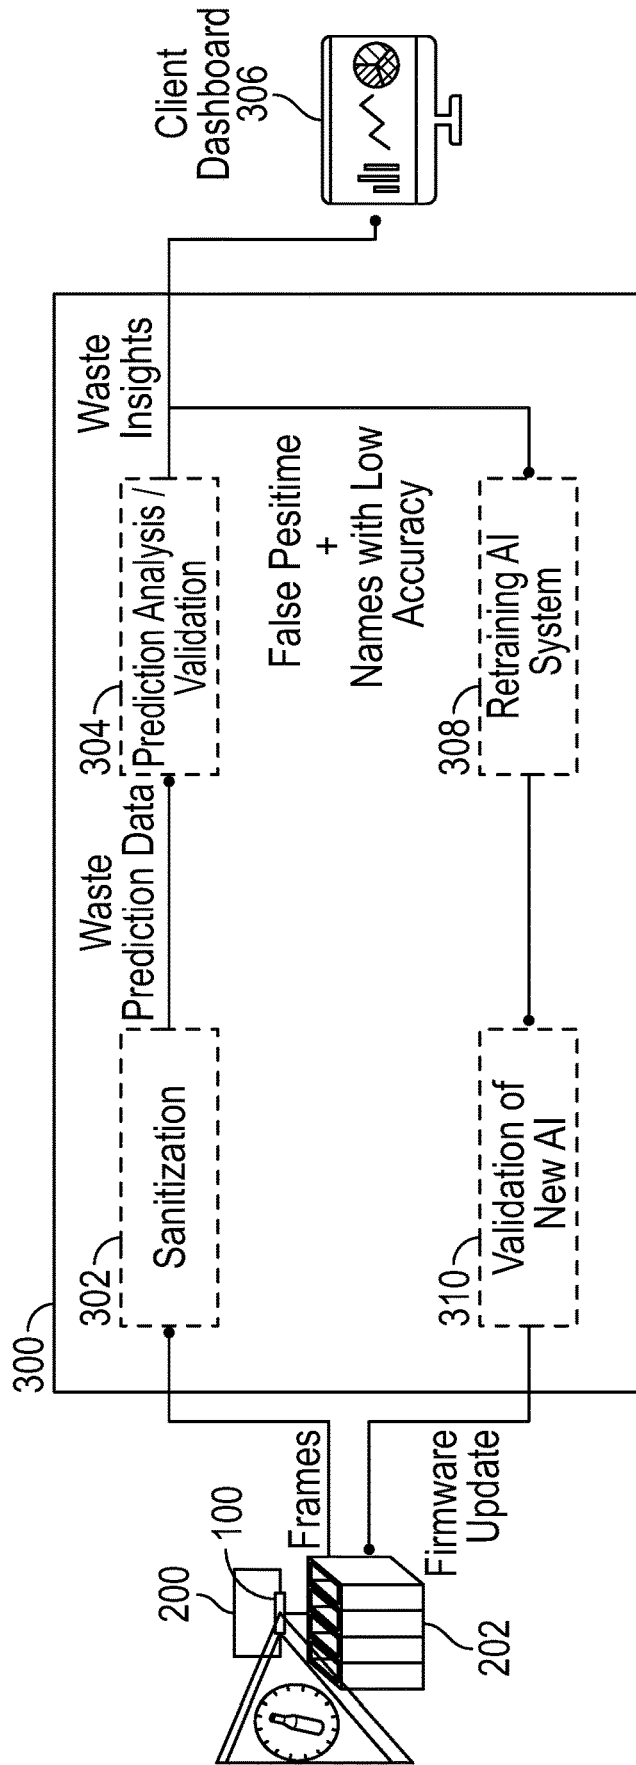 300
200
100
202
Frames
Firmware
Update
302
Sanitization
Waste
Prediction Data
304
Prediction Analysis /
Validation
Waste
Insights
Client
Dashboard
306
False Pesitime
+
Names with Low
Accuracy
308
Retraining AI
System
310
Validation of
New AI